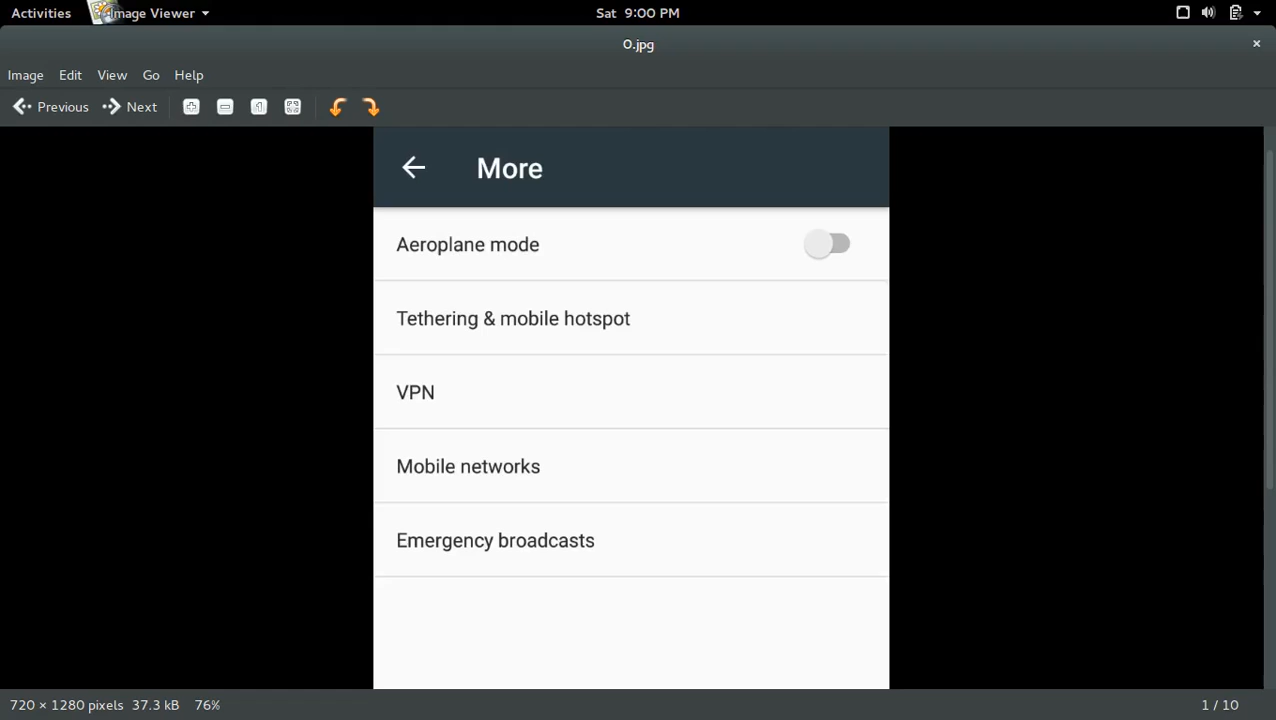 Activities Image Viewer Sat 9:00 PM
O.jpg
Image Edit View Go Help
Previous Next
More
Aeroplane mode
Tethering & mobile hotspot
VPN
Mobile networks
Emergency broadcasts
720 × 1280 pixels 37.3 kB 76% 1 / 10